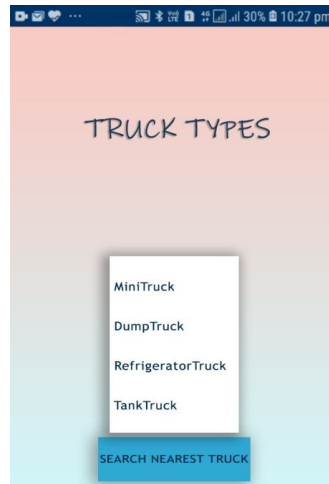 30% 10:27 pm
TRUCK TYPES
MiniTruck
DumpTruck
RefrigeratorTruck
TankTruck
SEARCH NEAREST TRUCK